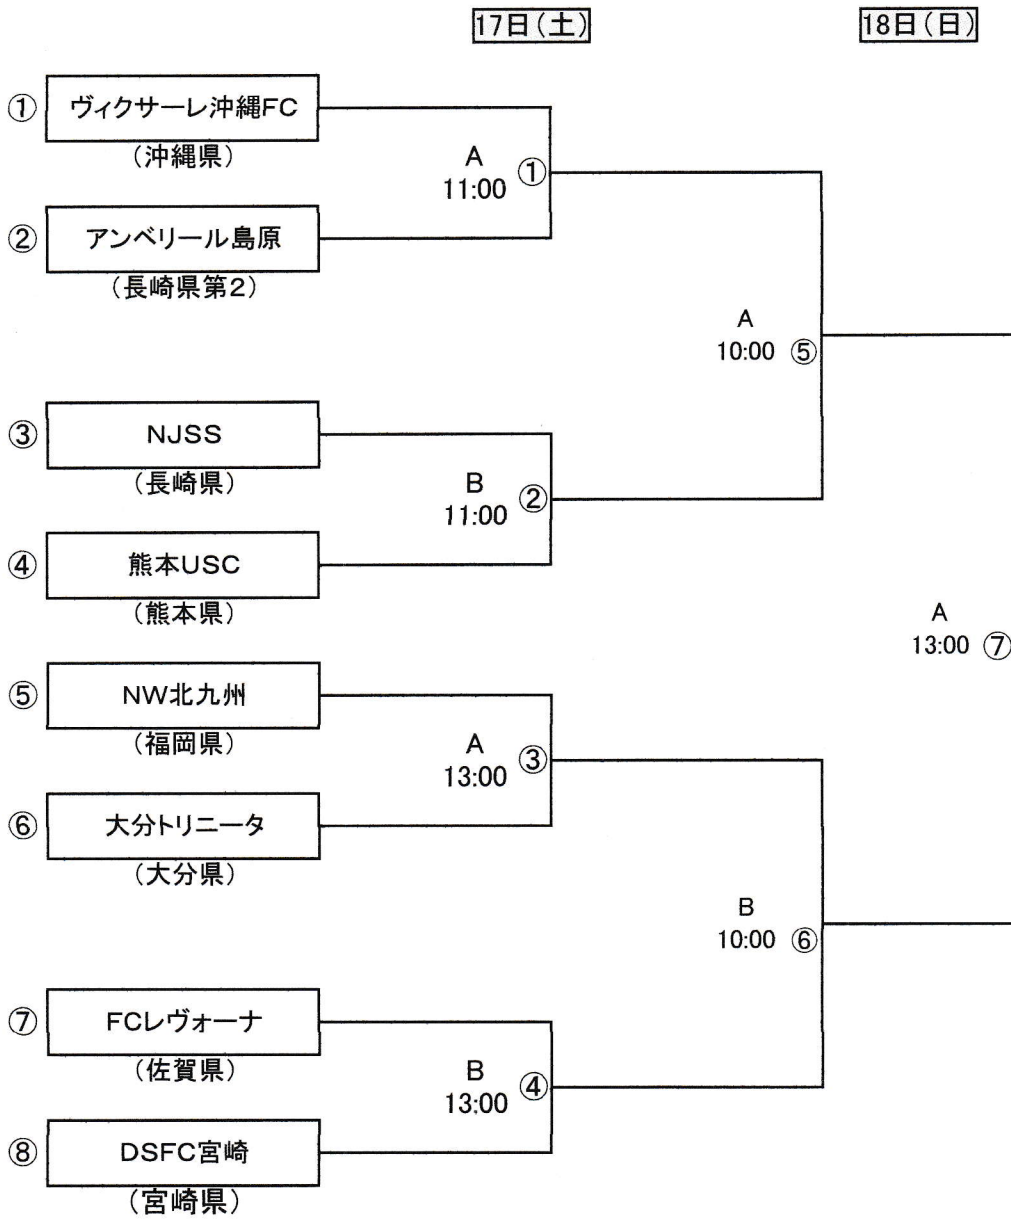 17日(土)
18日(日)
① ヴィクサーレ沖縄FC
(沖縄県)
A
11:00 ①
② アンベリール島原
(長崎県第2)
A
10:00 ⑤
③ NJSS
(長崎県)
B
11:00 ②
④ 熊本USC
(熊本県)
A
13:00 ⑦
⑤ NW北九州
(福岡県)
A
13:00 ③
⑥ 大分トリニータ
(大分県)
B
10:00 ⑥
⑦ FCレヴォーナ
(佐賀県)
B
13:00 ④
⑧ DSFC宮崎
(宮崎県)